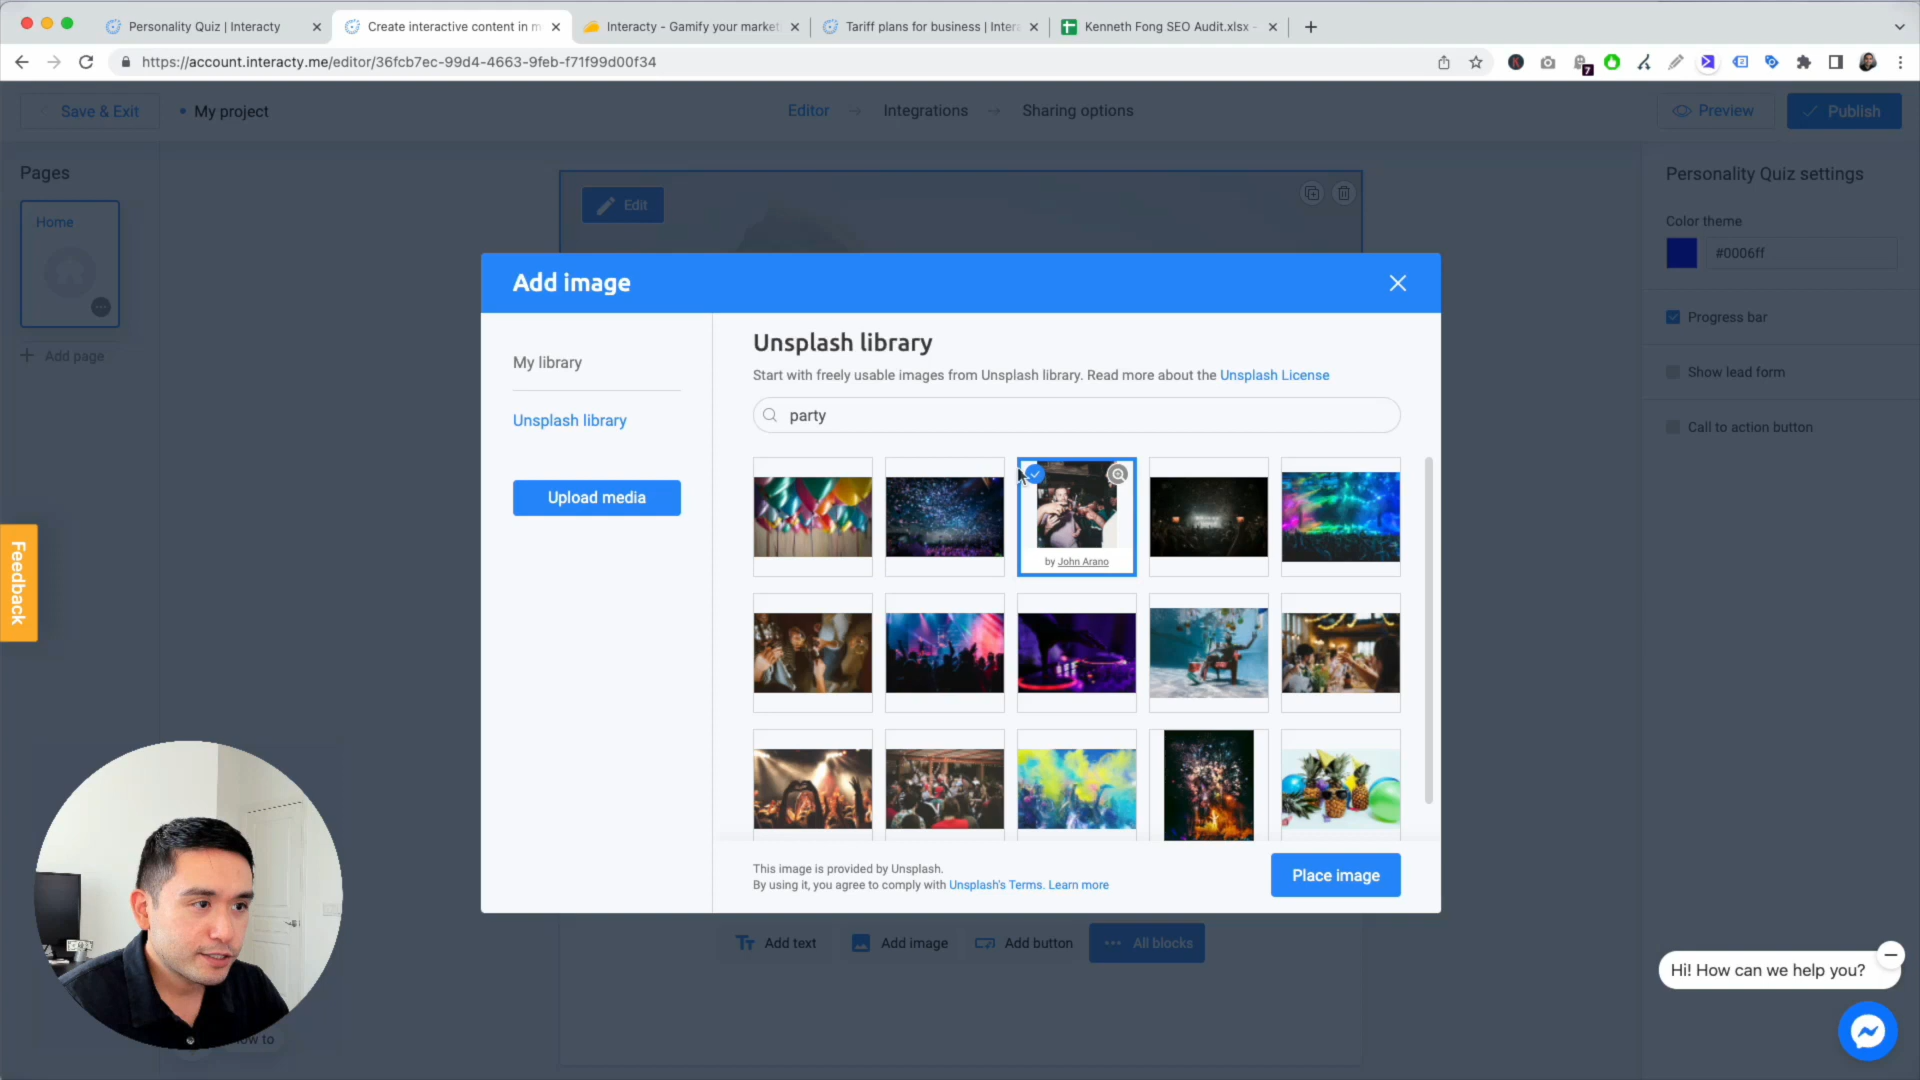 Personality Quiz | Interacty
Create interactive content in m
Interacty - Gamify your market
Tariff plans for business | Inter
Kenneth Fong SEO Audit.xlsx -
https://account.interacty.me/editor/36fcb7ec-99d4-4663-9feb-f71f99d00f34
7
Save & Exit
My project
Editor
Integrations
Sharing options
Preview
Publish
Pages
Home
Add page
Edit
Personality Quiz settings
Color theme
#0006ff
Progress bar
Show lead form
Call to action button
Add image
My library
Unsplash library
Upload media
Unsplash library
Start with freely usable images from Unsplash library. Read more about the Unsplash License
party
by John Arano
This image is provided by Unsplash.
By using it, you agree to comply with Unsplash's Terms. Learn more
Place image
Feedback
Add text
Add image
Add button
All blocks
Hi! How can we help you?
to